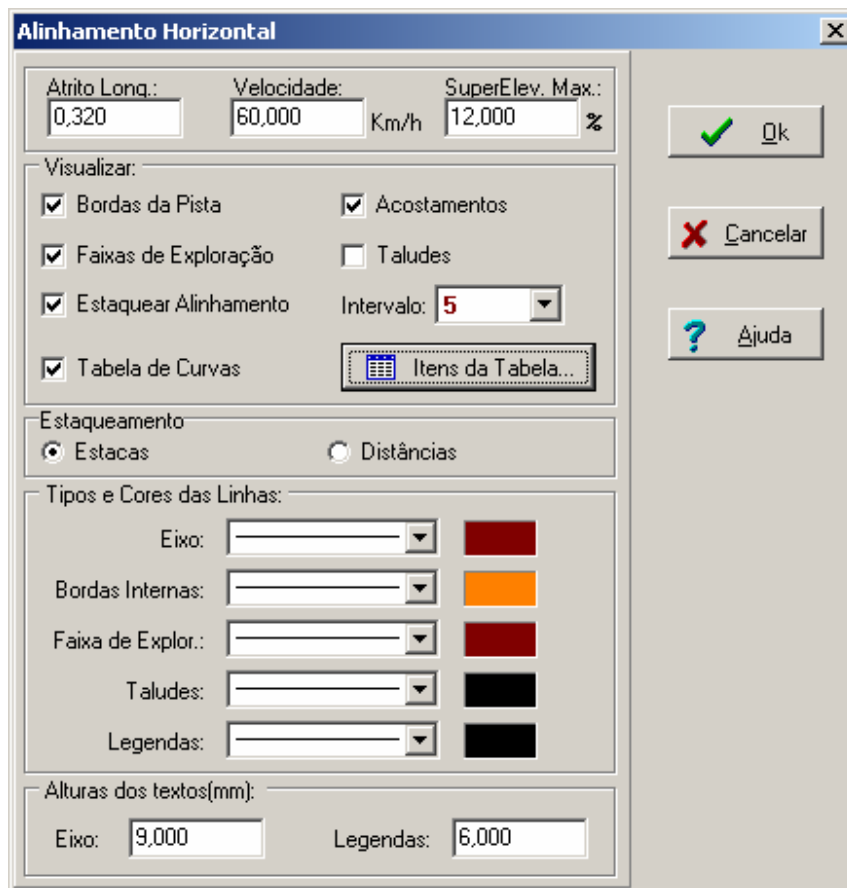 Alinhamento Horizontal
Atrito Long.: Velocidade: SuperElev. Max.:
0,320 60,000 Km/h 12,000 %
Ok
Visualizar:
Bordas da Pista Acostamentos
Cancelar
Faixas de Exploração Taludes
Estaquear Alinhamento Intervalo: 5
Ajuda
Tabela de Curvas Itens da Tabela...
Estaqueamento
Estacas Distâncias
Tipos e Cores das Linhas:
Eixo:
Bordas Internas:
Faixa de Explor.:
Taludes:
Legendas:
Alturas dos textos(mm):
Eixo: 9,000 Legendas: 6,000